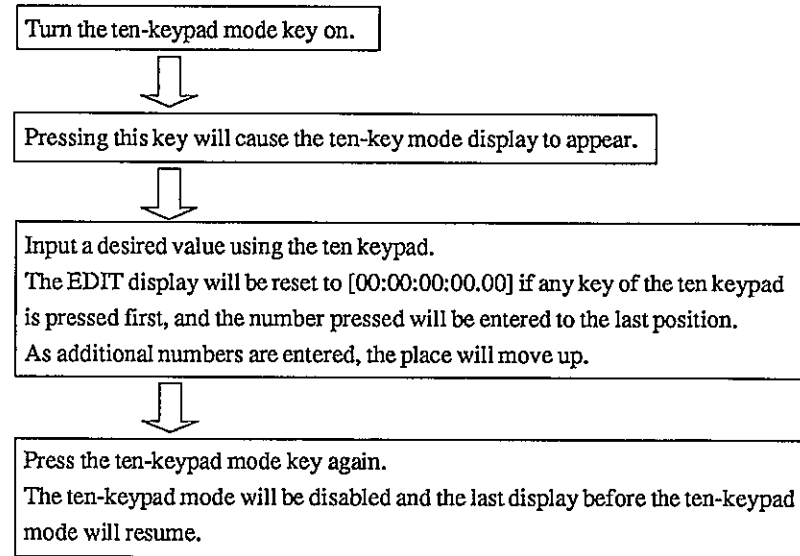 Turn the ten-keypad mode key on.
Pressing this key will cause the ten-key mode display to appear.
Input a desired value using the ten keypad.
The EDIT display will be reset to [00:00:00:00.00] if any key of the ten keypad
is pressed first, and the number pressed will be entered to the last position.
As additional numbers are entered, the place will move up.
Press the ten-keypad mode key again.
The ten-keypad mode will be disabled and the last display before the ten-keypad
mode will resume.